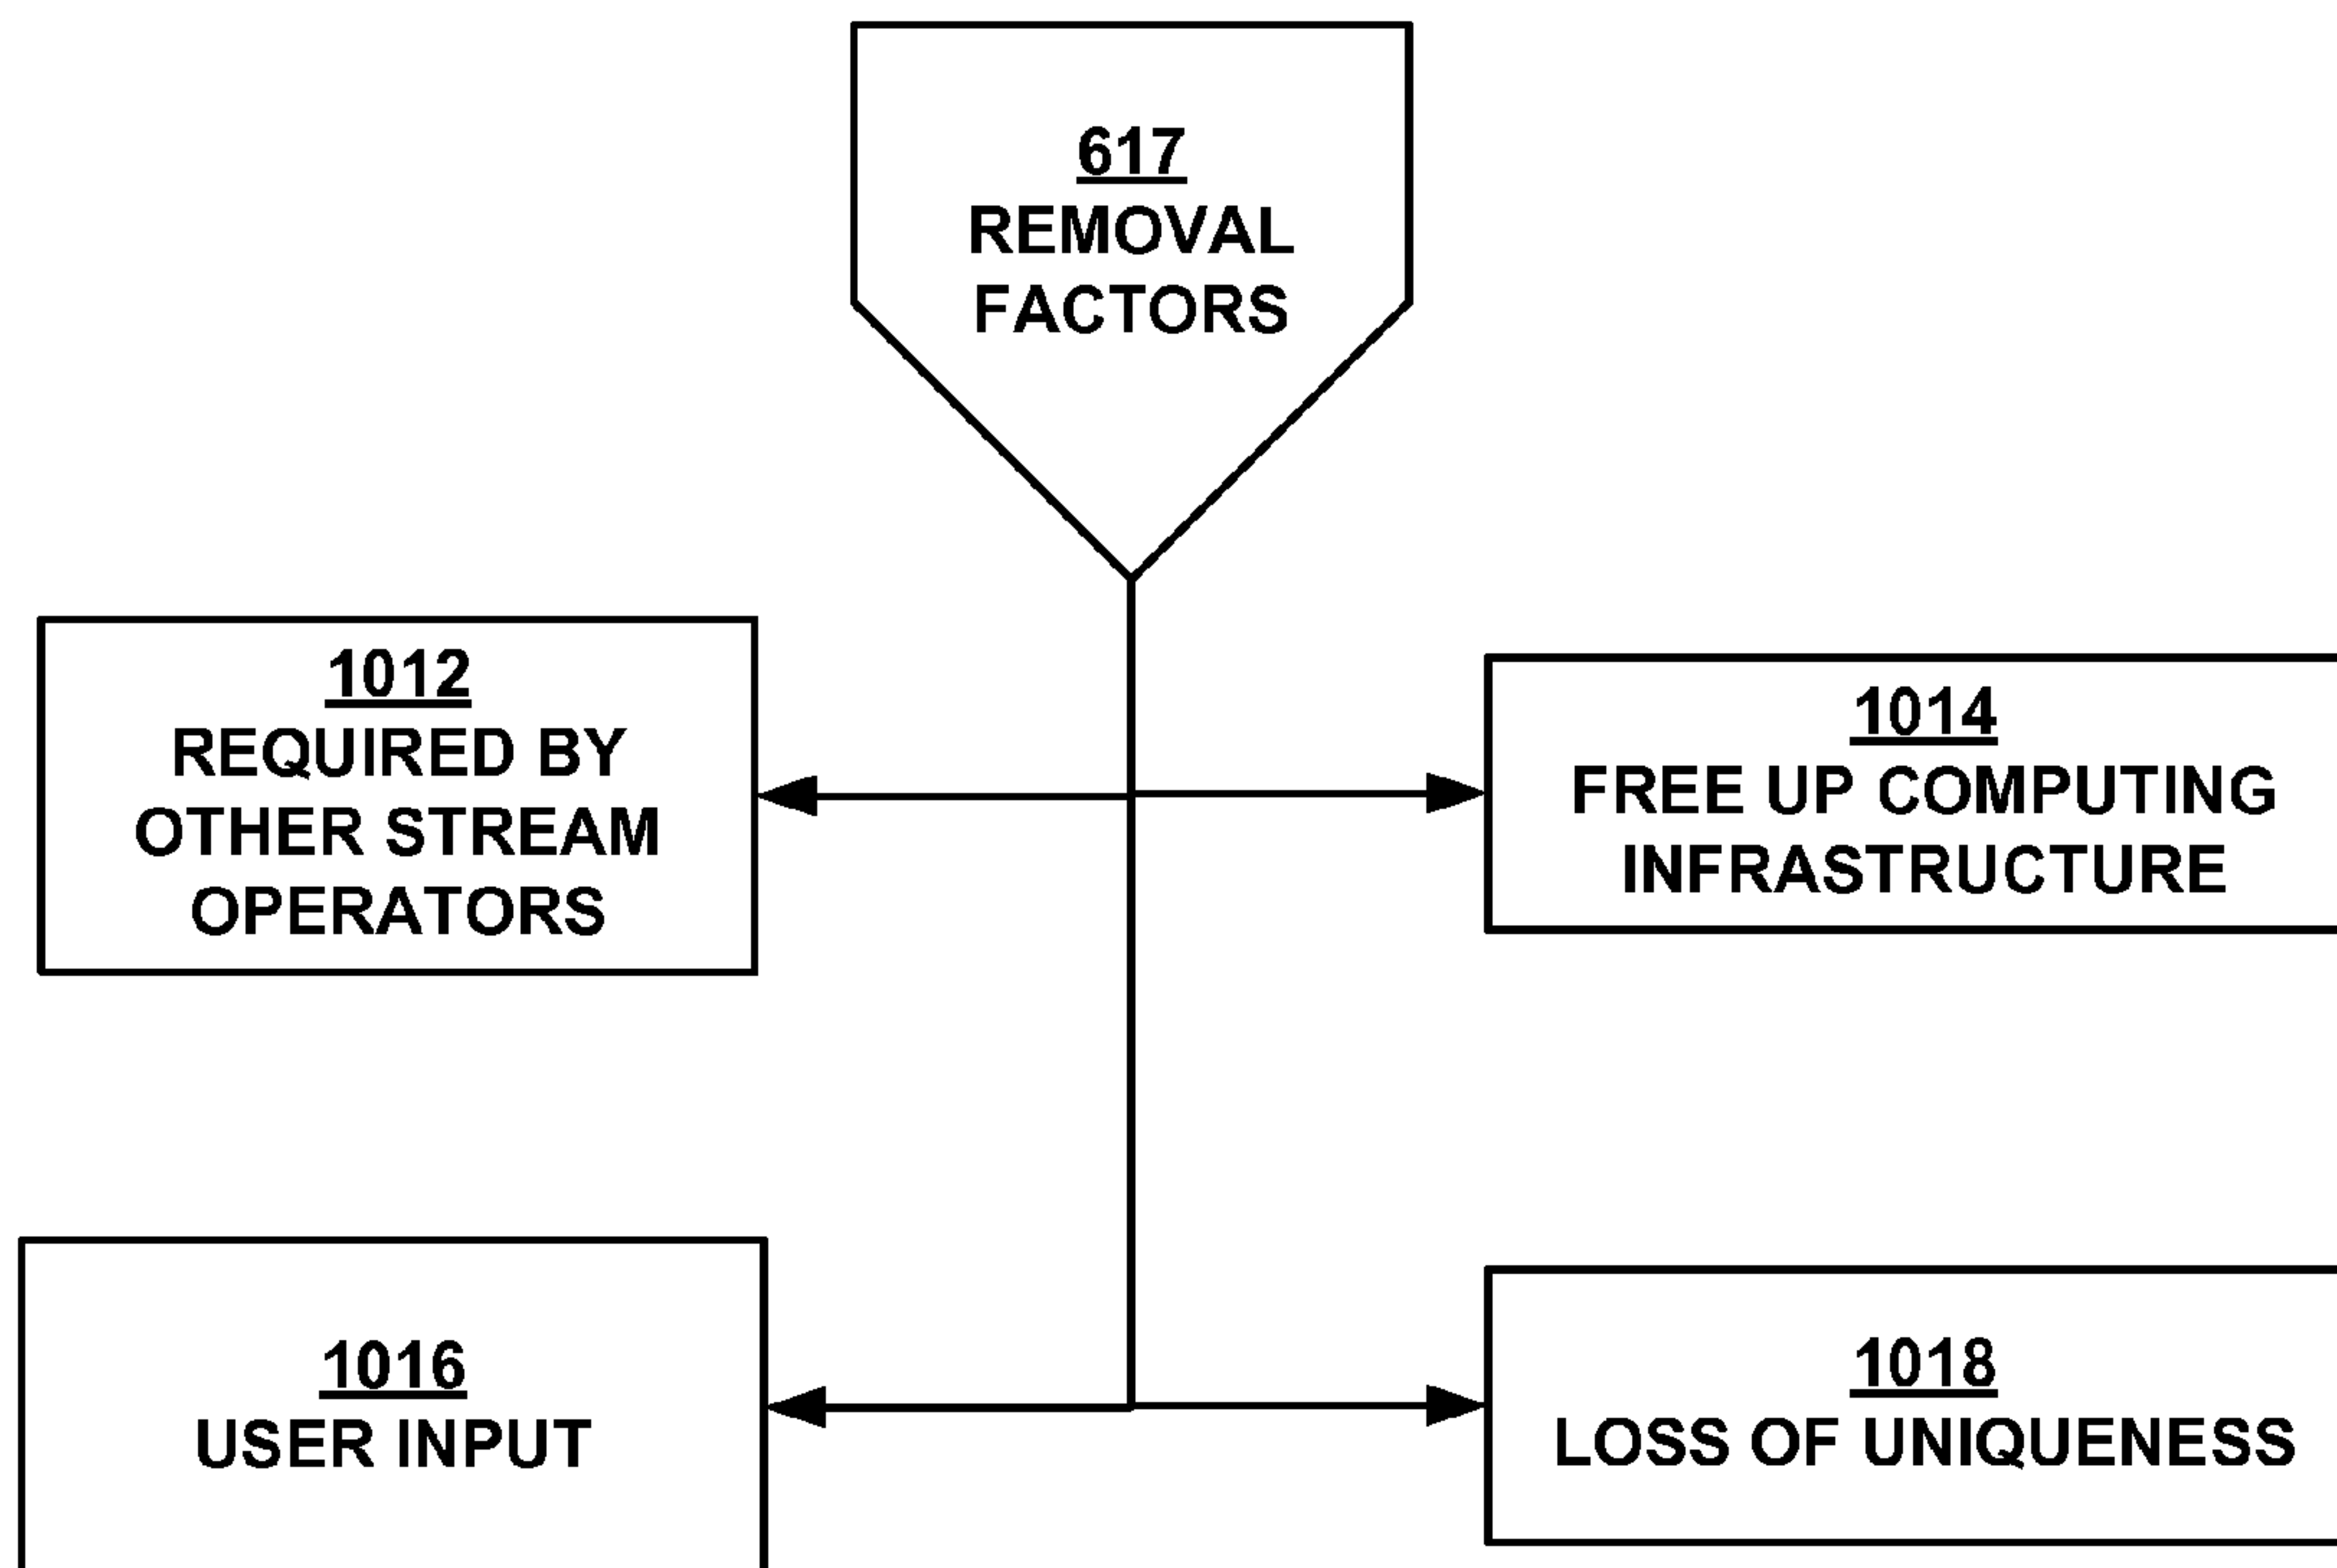 617
REMOVAL
FACTORS
1012
REQUIRED BY
OTHER STREAM
OPERATORS
1014
FREE UP COMPUTING
INFRASTRUCTURE
1016
USER INPUT
1018
LOSS OF UNIQUENESS